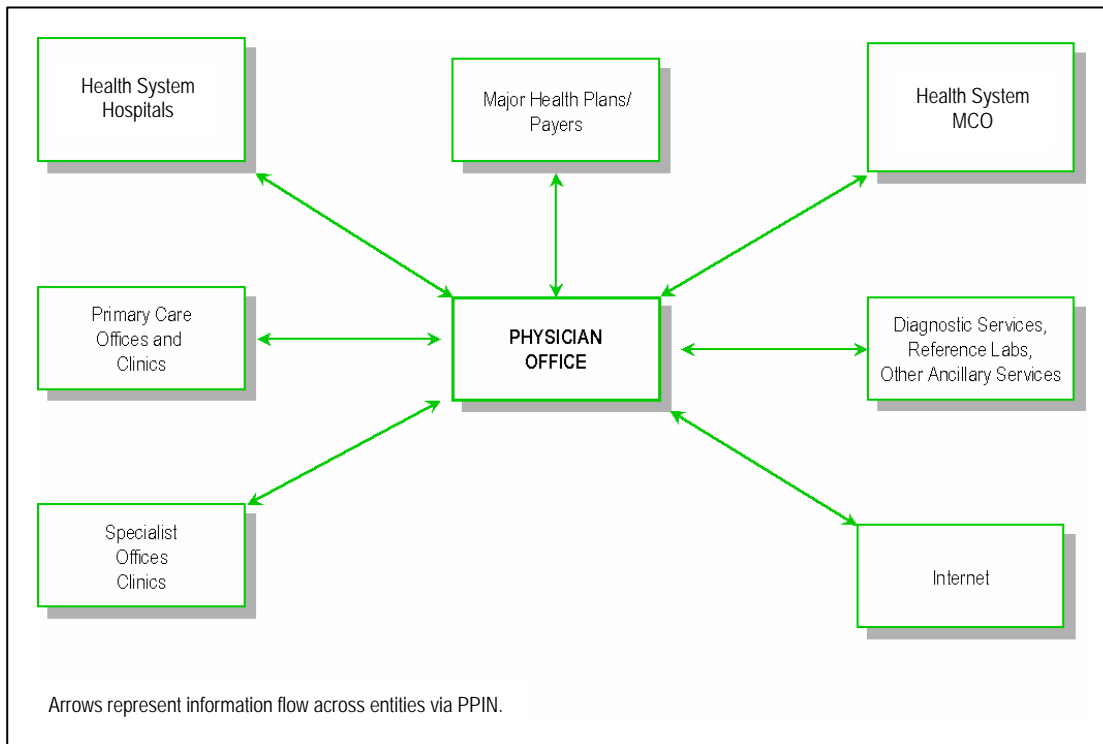 Health System
Hospitals
Major Health Plans/
Payers
Health System
MCO
Primary Care
Offices and
Clinics
PHYSICIAN
OFFICE
Diagnostic Services,
Reference Labs,
Other Ancillary Services
Specialist
Offices
Clinics
Internet
Arrows represent information flow across entities via PPIN.